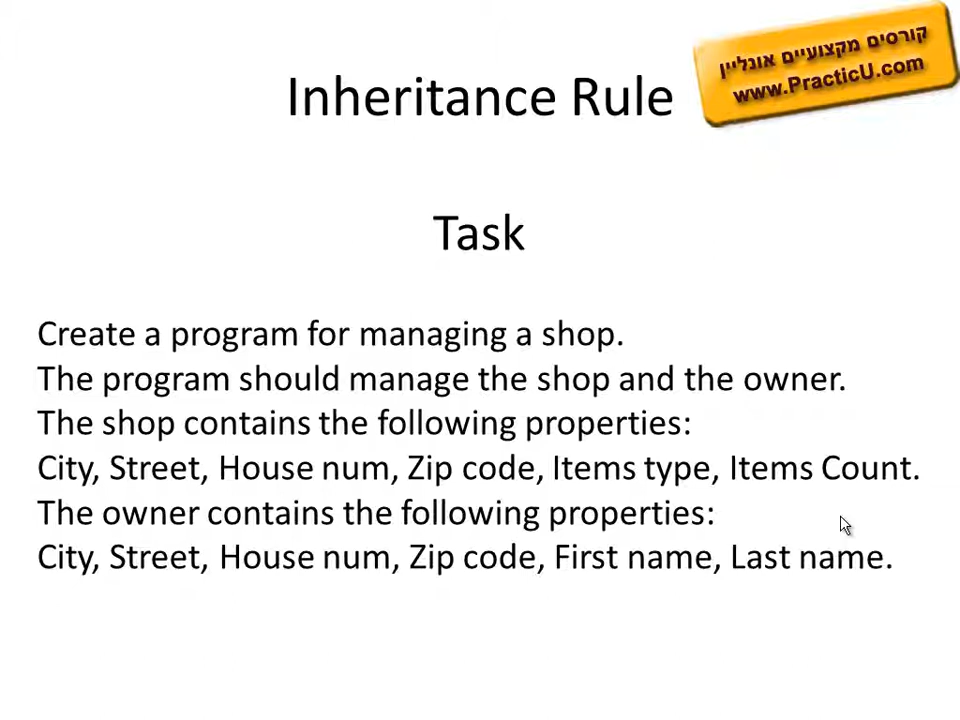 קורסים מקצועיים אונליין
www.PracticU.com
Inheritance Rule
Task
Create a program for managing a shop.
The program should manage the shop and the owner.
The shop contains the following properties:
City, Street, House num, Zip code, Items type, Items Count.
The owner contains the following properties:
City, Street, House num, Zip code, First name, Last name.